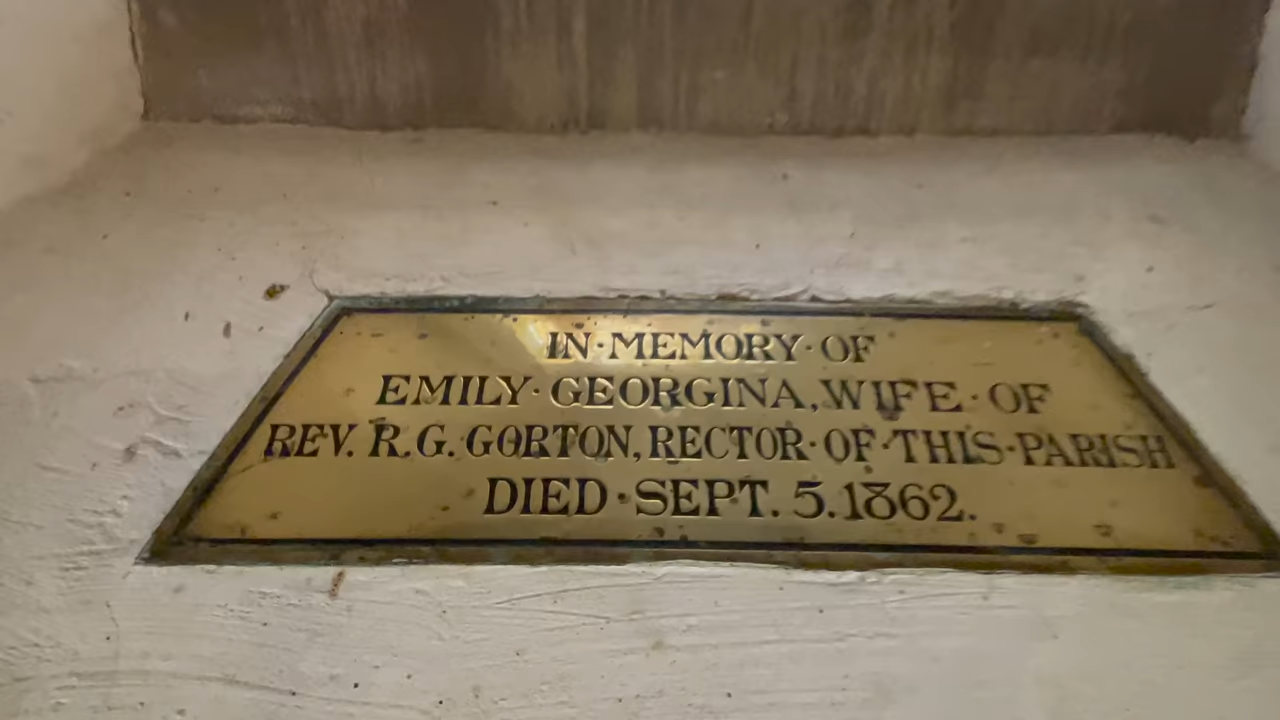 IN·MEMORY·OF
EMILY·GEORGINA, WIFE·OF
REV. R.G. GORTON, RECTOR·OF·THIS·PARISH
DIED·SEPT. 5. 1862.